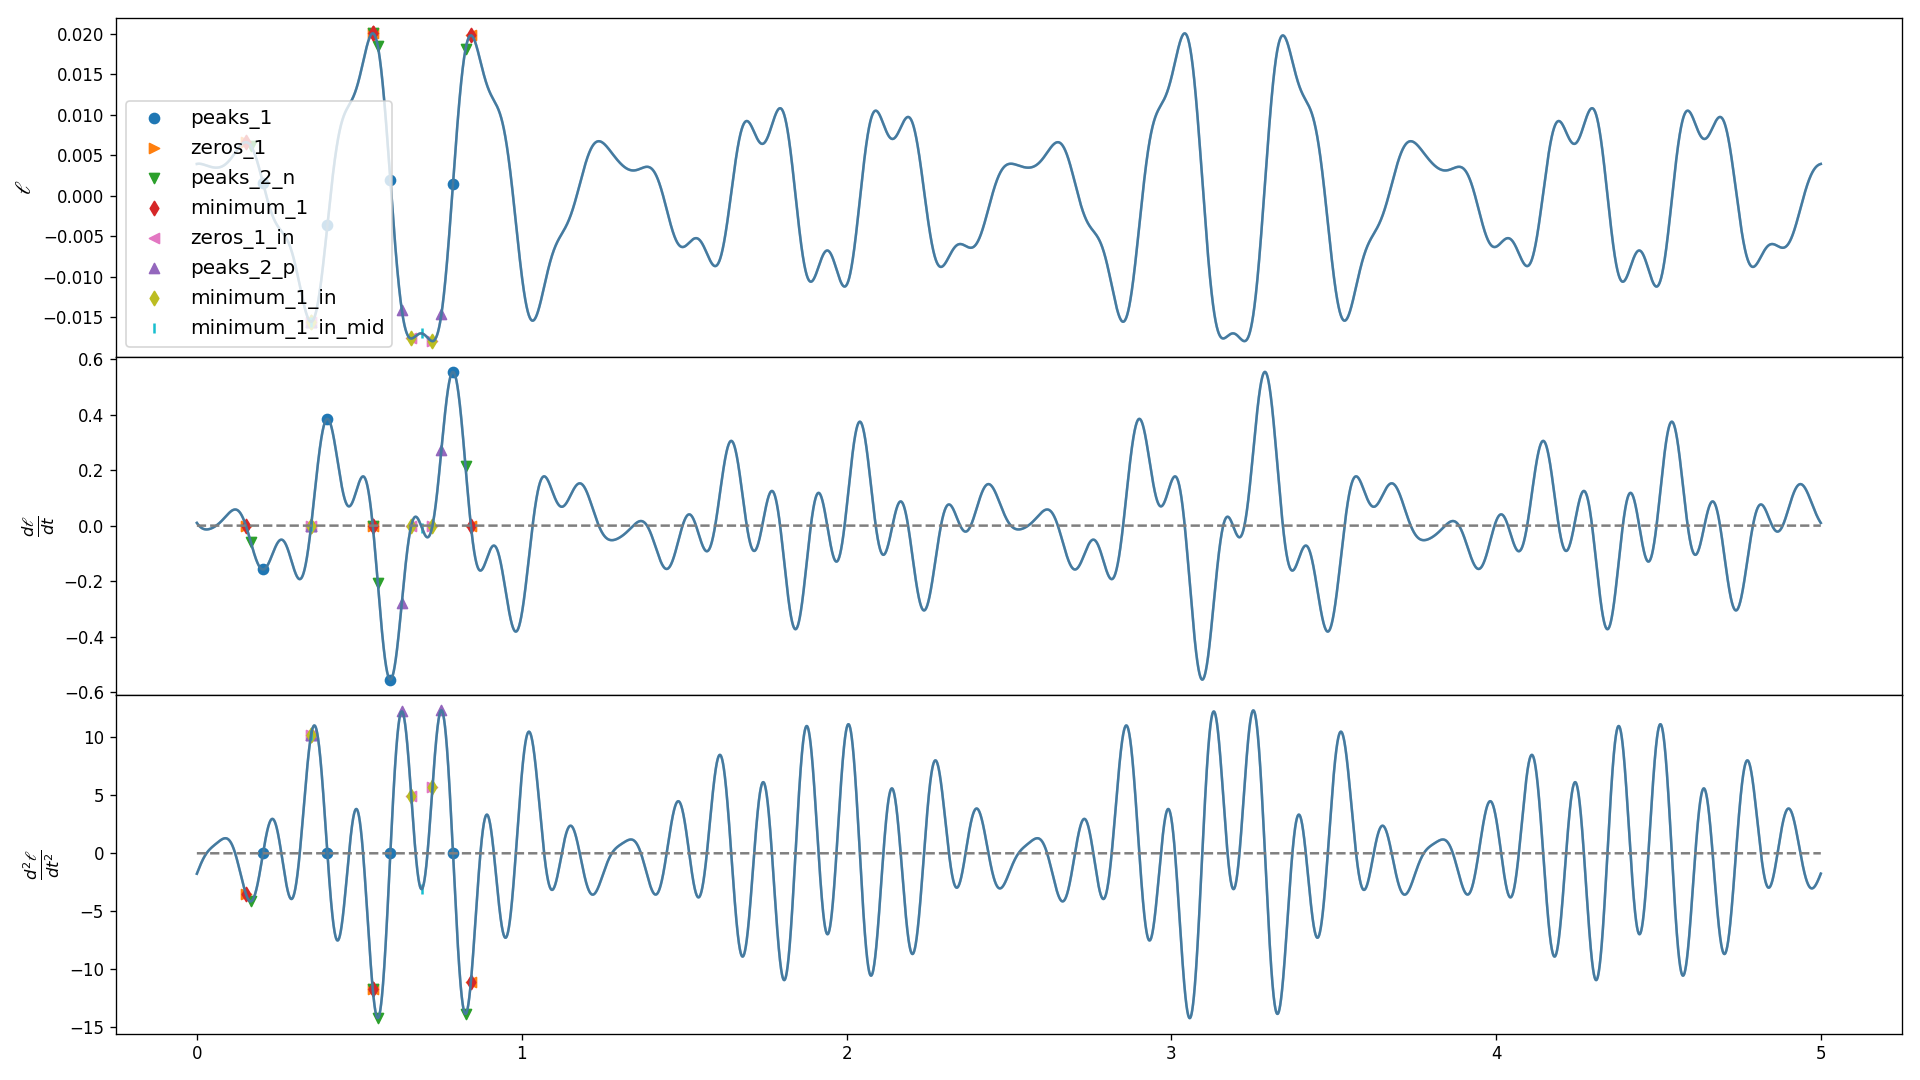 0.020
0.015
0.010
0.005
0.000
−0.005
−0.010
−0.015
ℓ
peaks_1
zeros_1
peaks_2_n
minimum_1
zeros_1_in
peaks_2_p
minimum_1_in
minimum_1_in_mid
0.6
0.4
0.2
0.0
−0.2
−0.4
−0.6
dℓ
dt
10
5
0
−5
−10
−15
d²ℓ
dt²
0 1 2 3 4 5